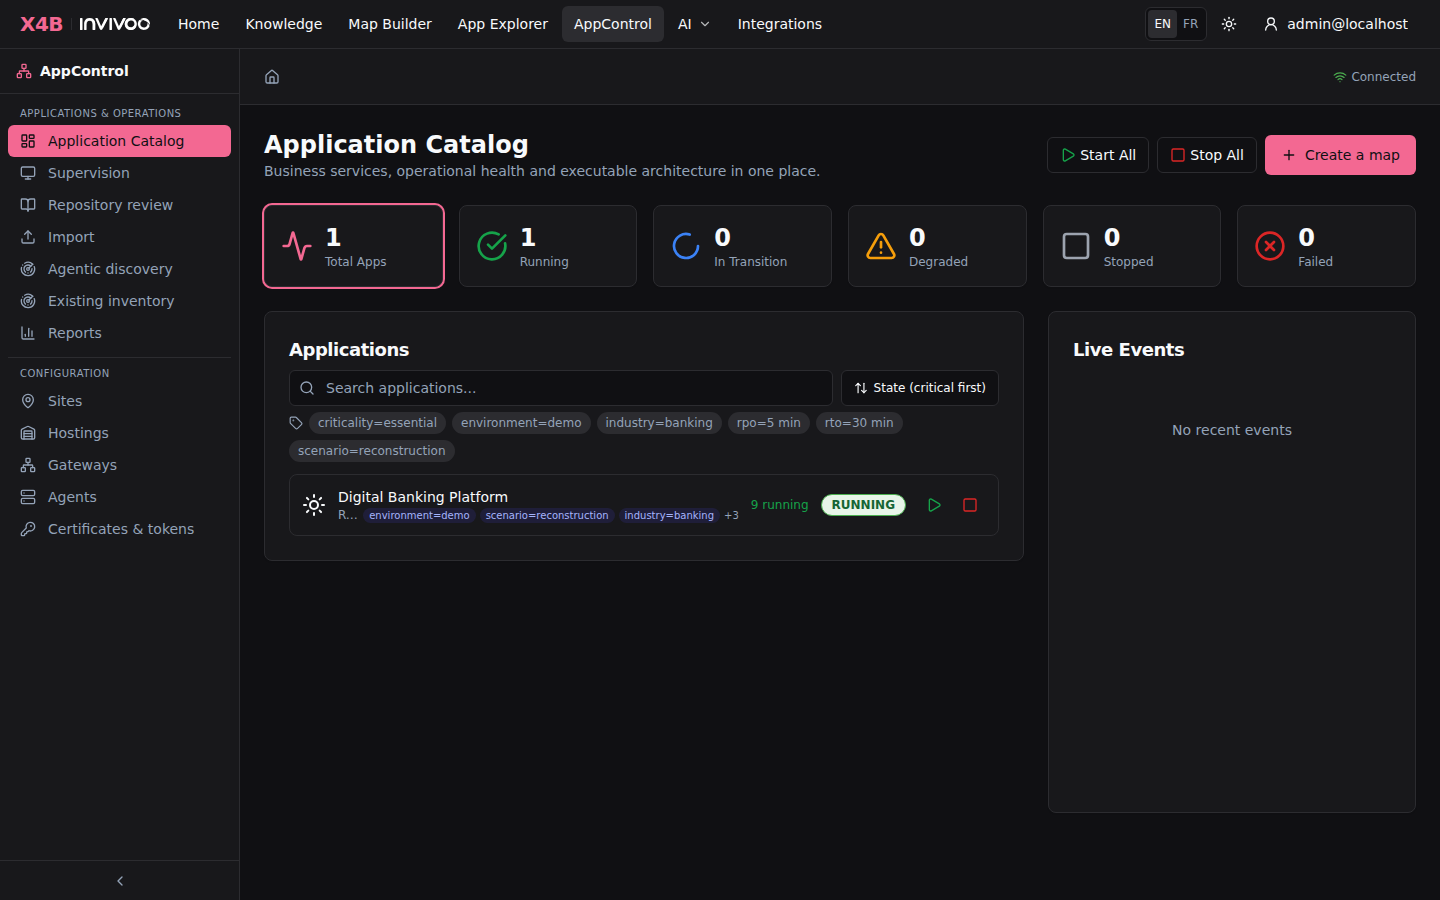 X4B INVIVOO Home Knowledge Map Builder App Explorer AppControl AI Integrations EN FR admin@localhost
AppControl
Connected
APPLICATIONS & OPERATIONS
Application Catalog
Supervision
Repository review
Import
Agentic discovery
Existing inventory
Reports
CONFIGURATION
Sites
Hostings
Gateways
Agents
Certificates & tokens
Application Catalog
Business services, operational health and executable architecture in one place.
Start All Stop All Create a map
1
Total Apps
1
Running
0
In Transition
0
Degraded
0
Stopped
0
Failed
Applications
Search applications... State (critical first)
criticality=essential environment=demo industry=banking rpo=5 min rto=30 min
scenario=reconstruction
Digital Banking Platform
R... environment=demo scenario=reconstruction industry=banking +3
9 running RUNNING
Live Events
No recent events